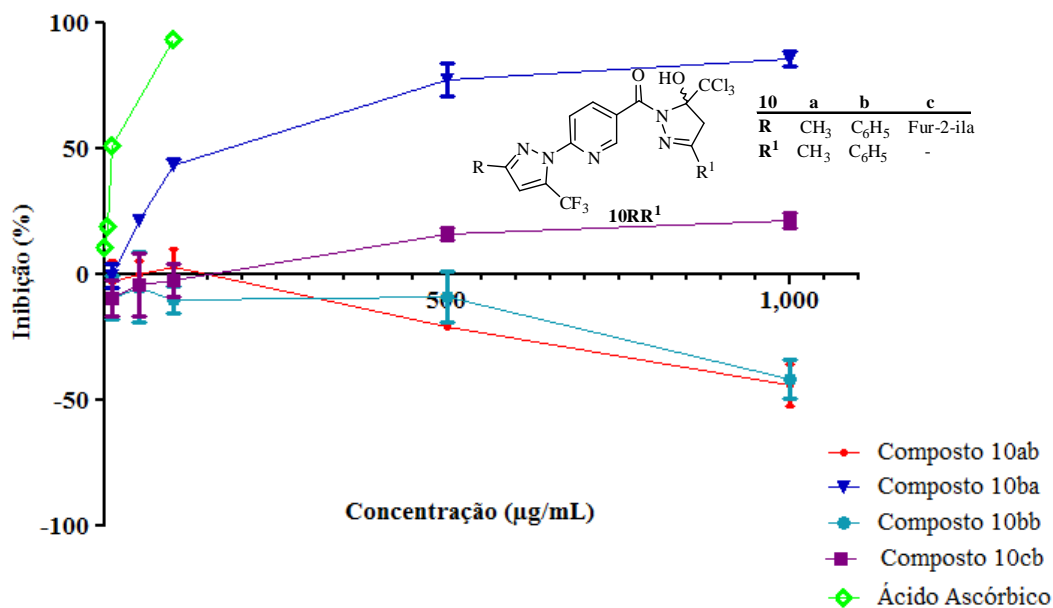 100
50
0
-50
-100
Inibição (%)
500
1,000
Concentração (µg/mL)
HO
O
CCl3
N
N
R1
N
N
N
R
CF3
10RR1
10 a b c
R CH3 C6H5 Fur-2-ila
R1 CH3 C6H5 -
Composto 10ab
Composto 10ba
Composto 10bb
Composto 10cb
Ácido Ascórbico